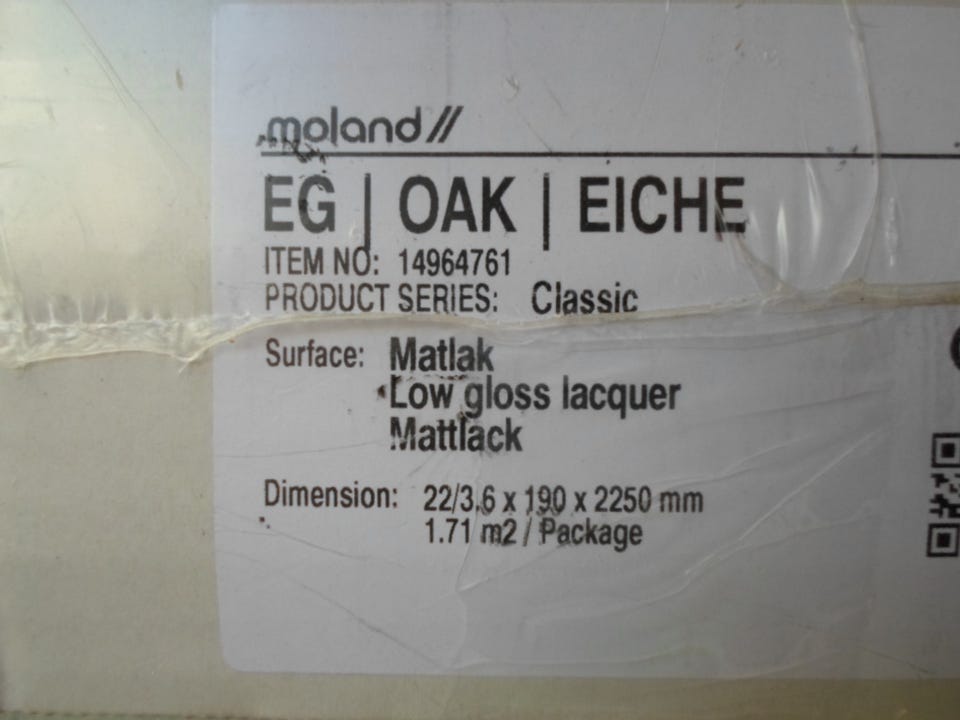 moland//
EG | OAK | EICHE
ITEM NO: 14964761
PRODUCT SERIES: Classic
Surface: Matlak
Low gloss lacquer
Mattlack
Dimension: 22/3,6 x 190 x 2250 mm
1.71 m2 / Package